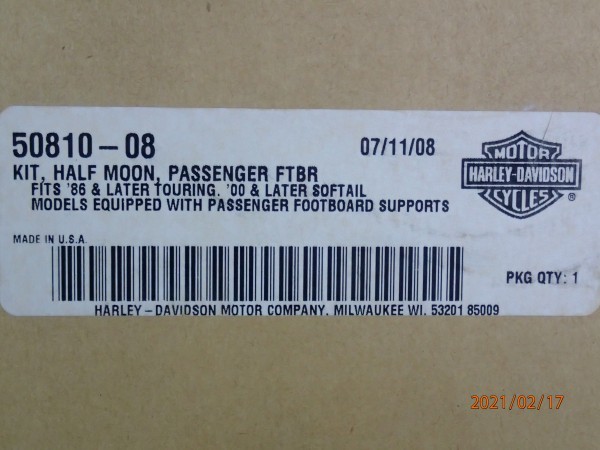 50810-08
07/11/08
KIT, HALF MOON, PASSENGER FTBR
FITS '86 & LATER TOURING. '00 & LATER SOFTAIL
MODELS EQUIPPED WITH PASSENGER FOOTBOARD SUPPORTS
MOTOR
HARLEY-DAVIDSON
CYCLES
®
MADE IN U.S.A.
PKG QTY: 1
HARLEY-DAVIDSON MOTOR COMPANY. MILWAUKEE WI. 53201 85009
2021/02/17